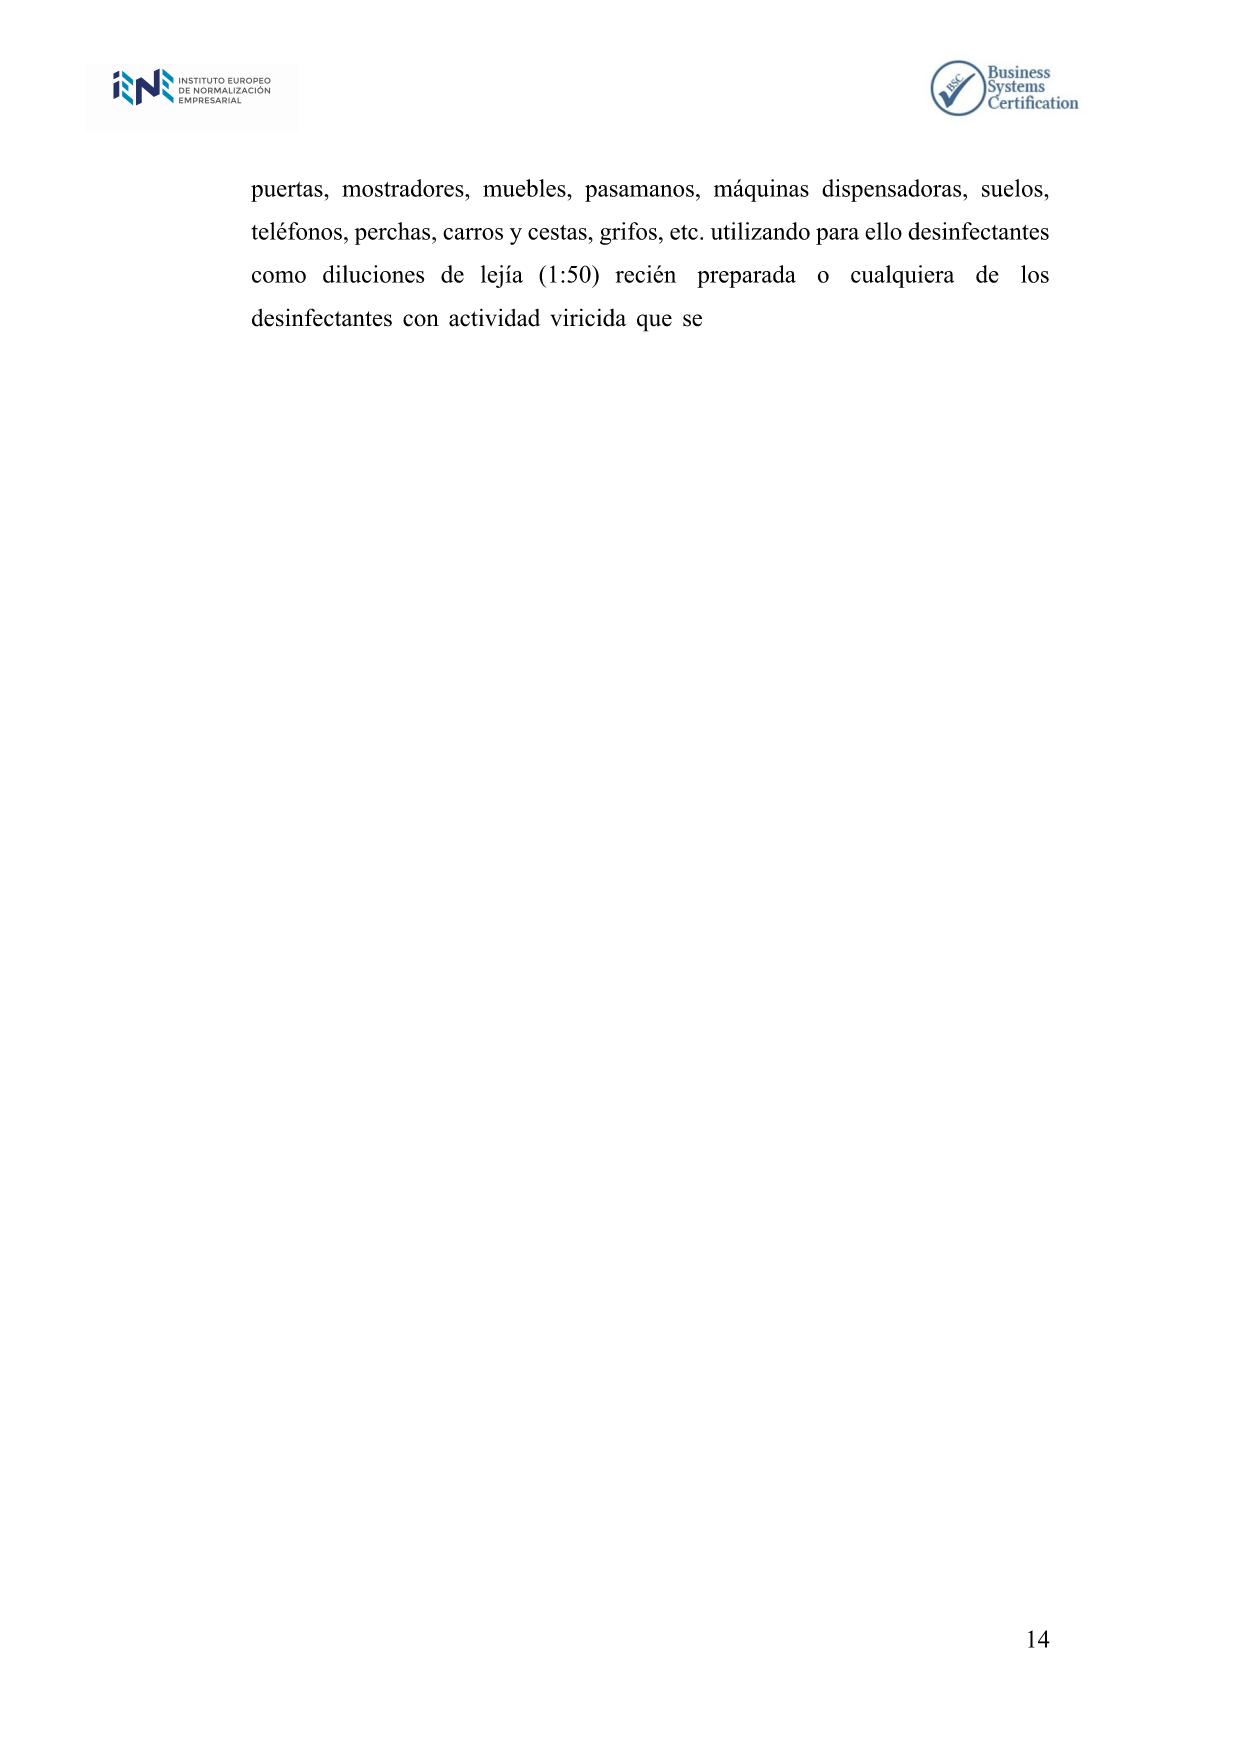 iENE INSTITUTO EUROPEO
DE NORMALIZACIÓN
EMPRESARIAL
BSC Business
Systems
Certification
puertas, mostradores, muebles, pasamanos, máquinas dispensadoras, suelos,
teléfonos, perchas, carros y cestas, grifos, etc. utilizando para ello desinfectantes
como diluciones de lejía (1:50) recién preparada o cualquiera de los
desinfectantes con actividad viricida que se
14